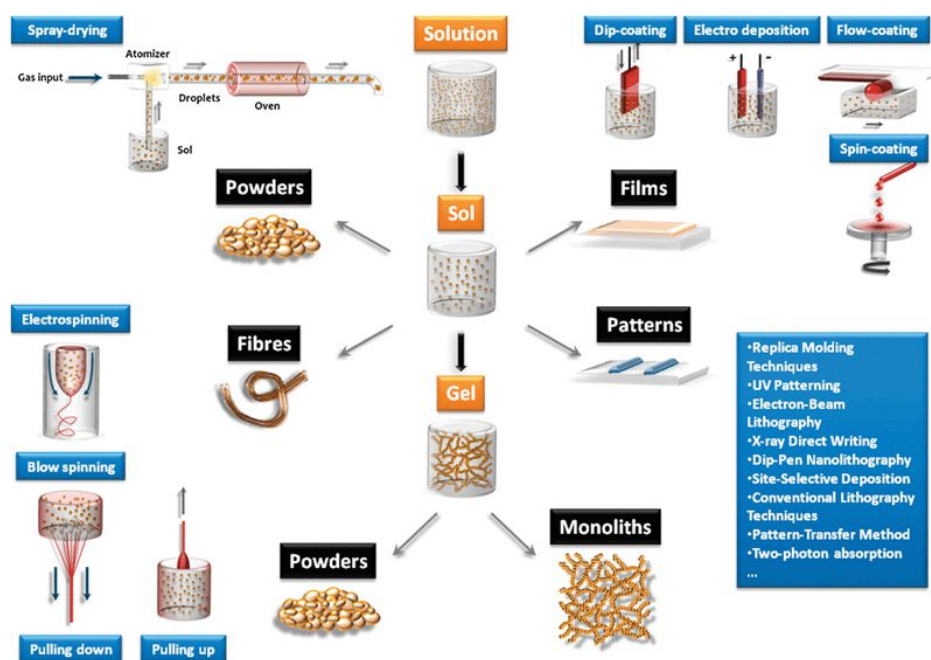 Spray-drying
Atomizer
Gas input
Droplets
Oven
Sol
Solution
Dip-coating
Electro deposition
Flow-coating
+
-
Spin-coating
Powders
Sol
Films
Electrospinning
Fibres
Patterns
Gel
Blow spinning
Powders
Monoliths
Pulling down
Pulling up
•Replica Molding
Techniques
•UV Patterning
•Electron-Beam
Lithography
•X-ray Direct Writing
•Dip-Pen Nanolithography
•Site-Selective Deposition
•Conventional Lithography
Techniques
•Pattern-Transfer Method
•Two-photon absorption
...